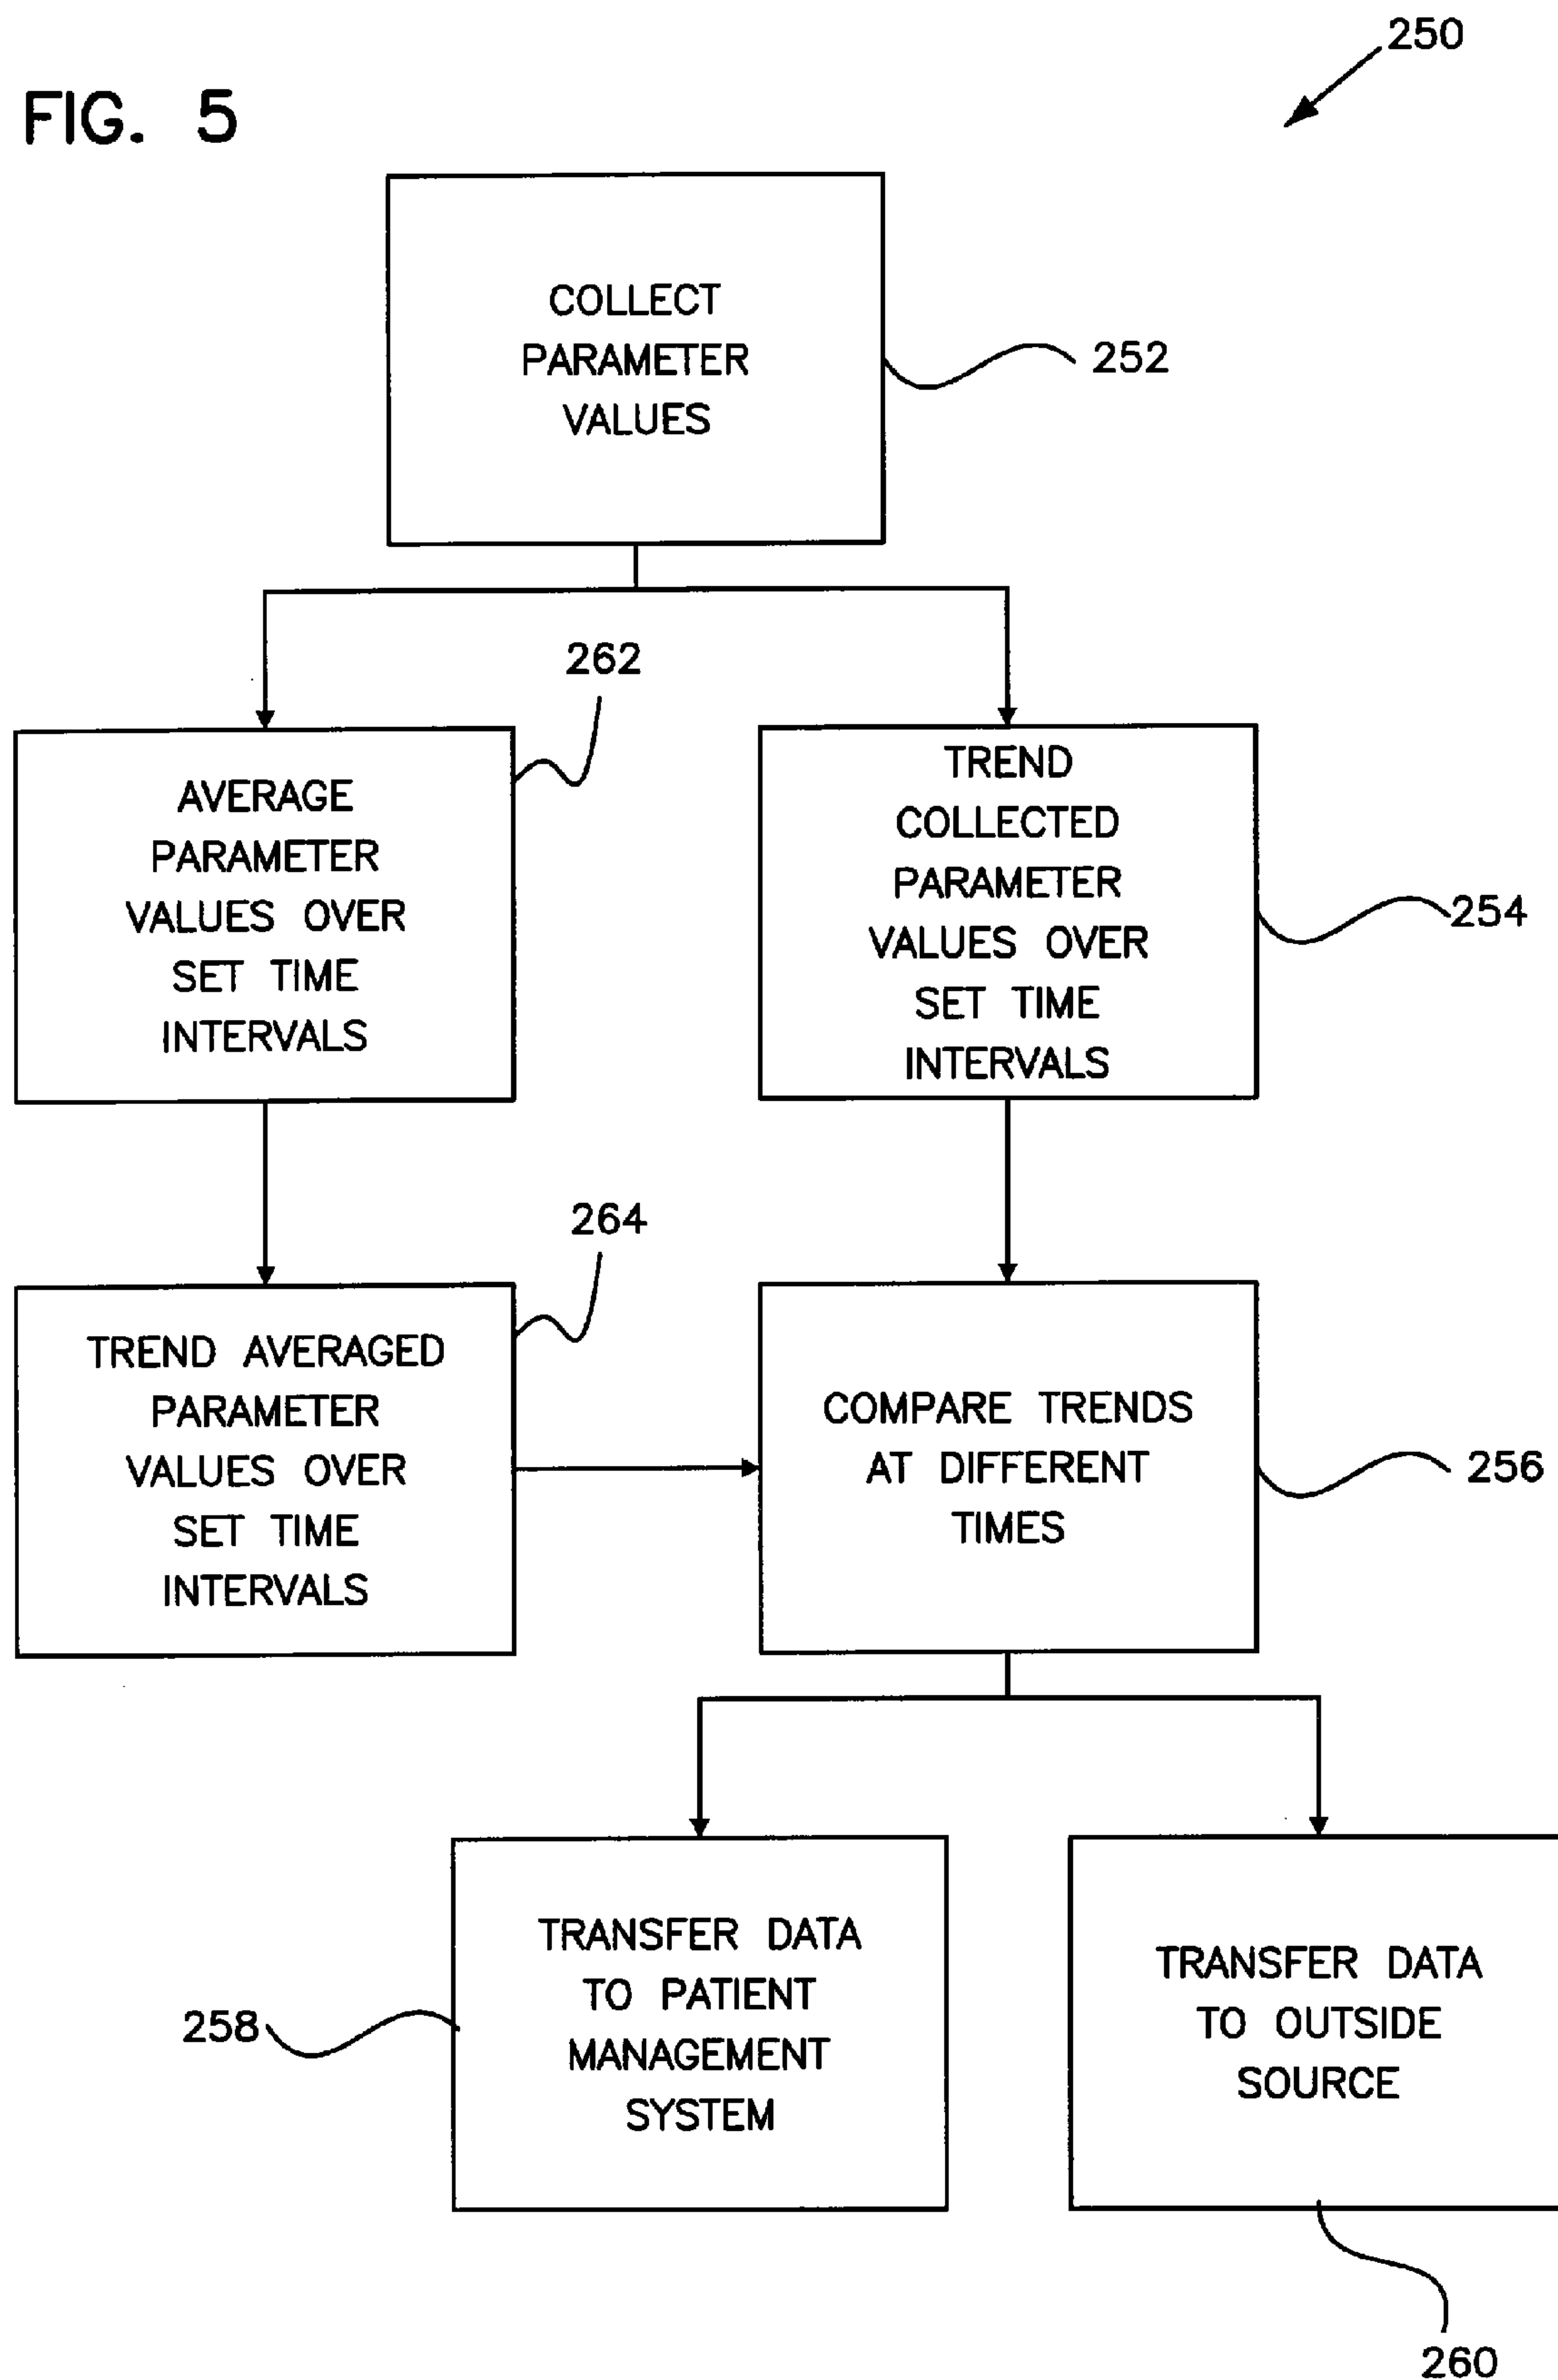 250
FIG. 5
COLLECT
PARAMETER
VALUES
252
262
AVERAGE
PARAMETER
VALUES OVER
SET TIME
INTERVALS
TREND
COLLECTED
PARAMETER
VALUES OVER
SET TIME
INTERVALS
254
264
TREND AVERAGED
PARAMETER
VALUES OVER
SET TIME
INTERVALS
COMPARE TRENDS
AT DIFFERENT
TIMES
256
258
TRANSFER DATA
TO PATIENT
MANAGEMENT
SYSTEM
TRANSFER DATA
TO OUTSIDE
SOURCE
260